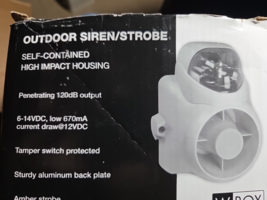 OUTDOOR SIREN/STROBE
SELF-CONTAINED
HIGH IMPACT HOUSING
Penetrating 120dB output
6-14VDC, low 670mA
current draw@12VDC
Tamper switch protected
Sturdy aluminum back plate
Amber strobe
W BOX